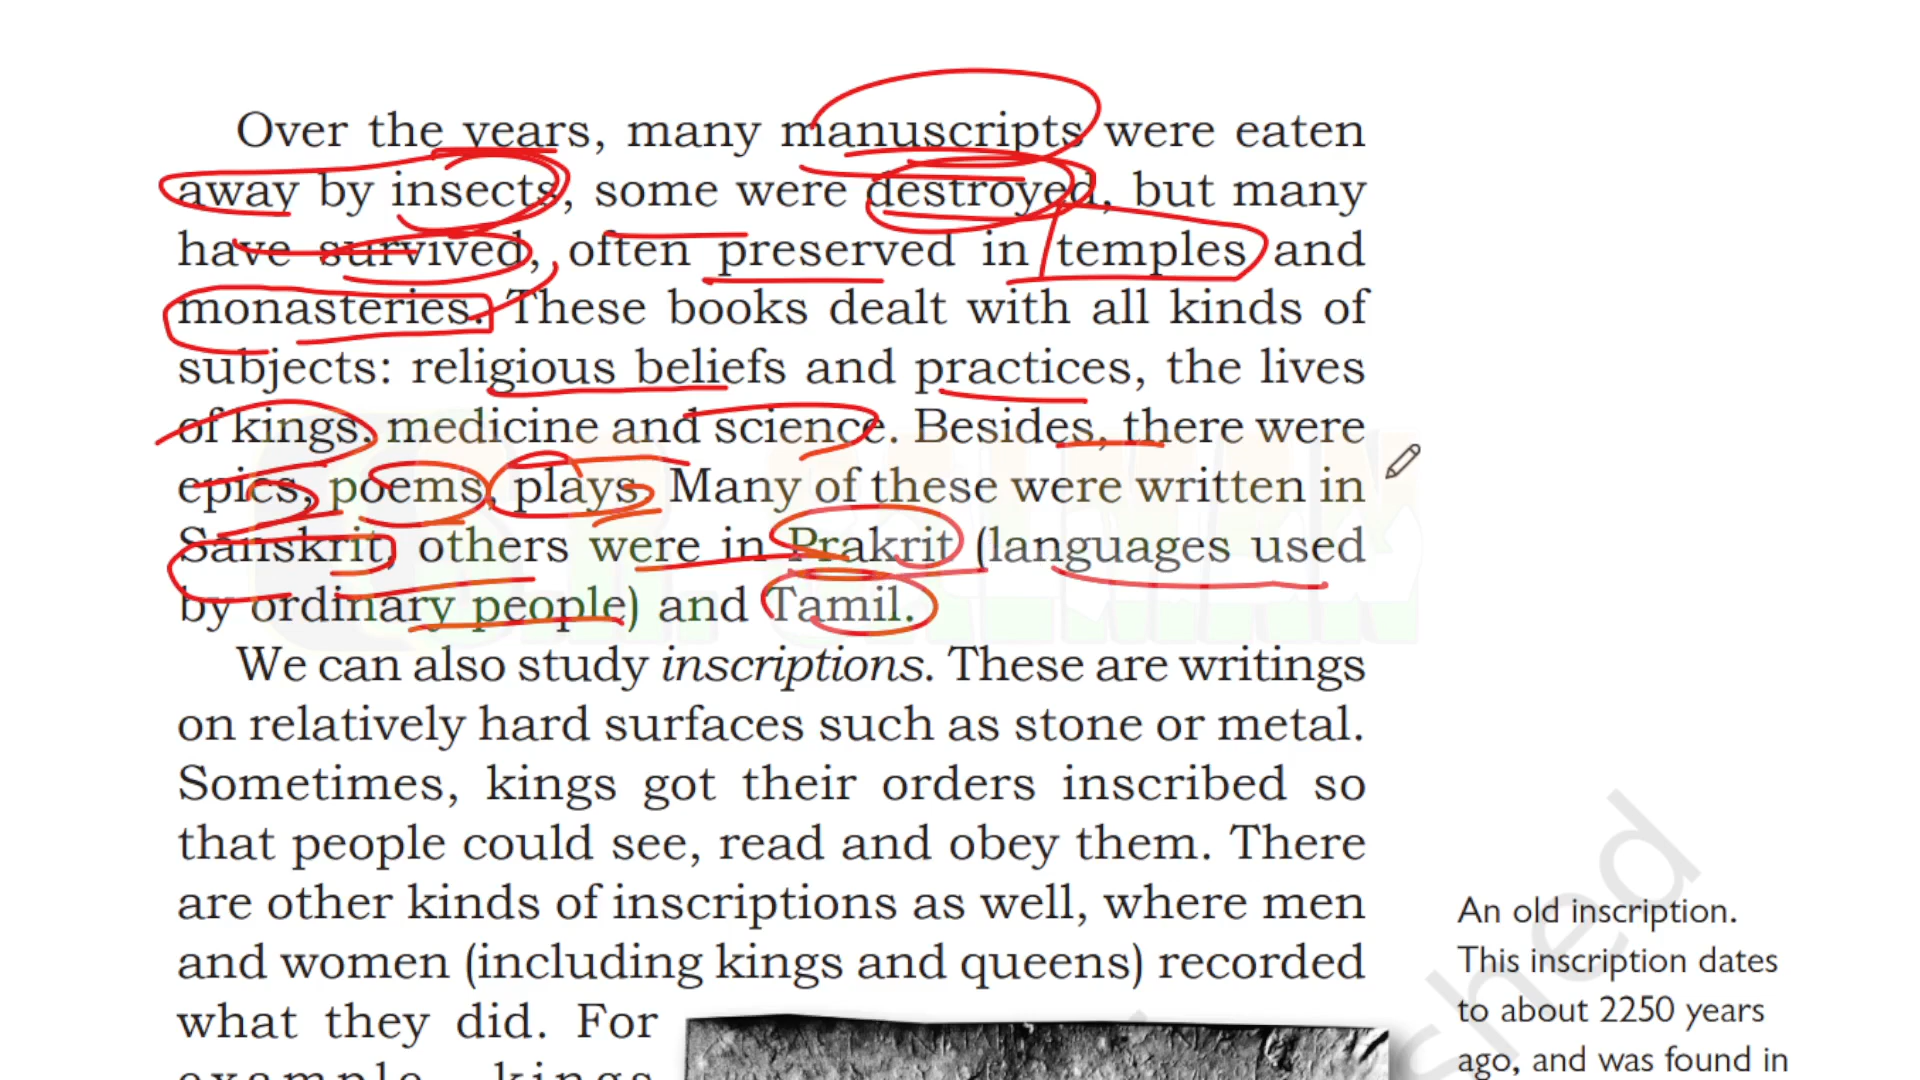 Over the years, many manuscripts were eaten
away by insects, some were destroyed, but many
have survived, often preserved in temples and
monasteries. These books dealt with all kinds of
subjects: religious beliefs and practices, the lives
of kings, medicine and science. Besides, there were
epics, poems, plays. Many of these were written in
Sanskrit, others were in Prakrit (languages used
by ordinary people) and Tamil.
We can also study inscriptions. These are writings
on relatively hard surfaces such as stone or metal.
Sometimes, kings got their orders inscribed so
that people could see, read and obey them. There
are other kinds of inscriptions as well, where men
and women (including kings and queens) recorded
what they did. For
example, kings
An old inscription.
This inscription dates
to about 2250 years
ago, and was found in
shed